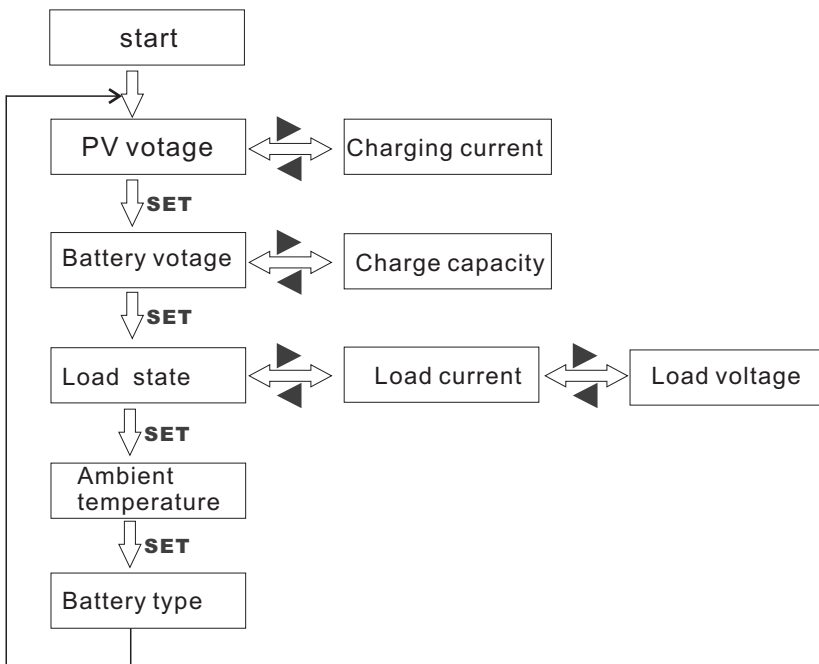 start
PV votage
Charging current
SET
Battery votage
Charge capacity
SET
Load state
Load current
Load voltage
SET
Ambient
temperature
SET
Battery type